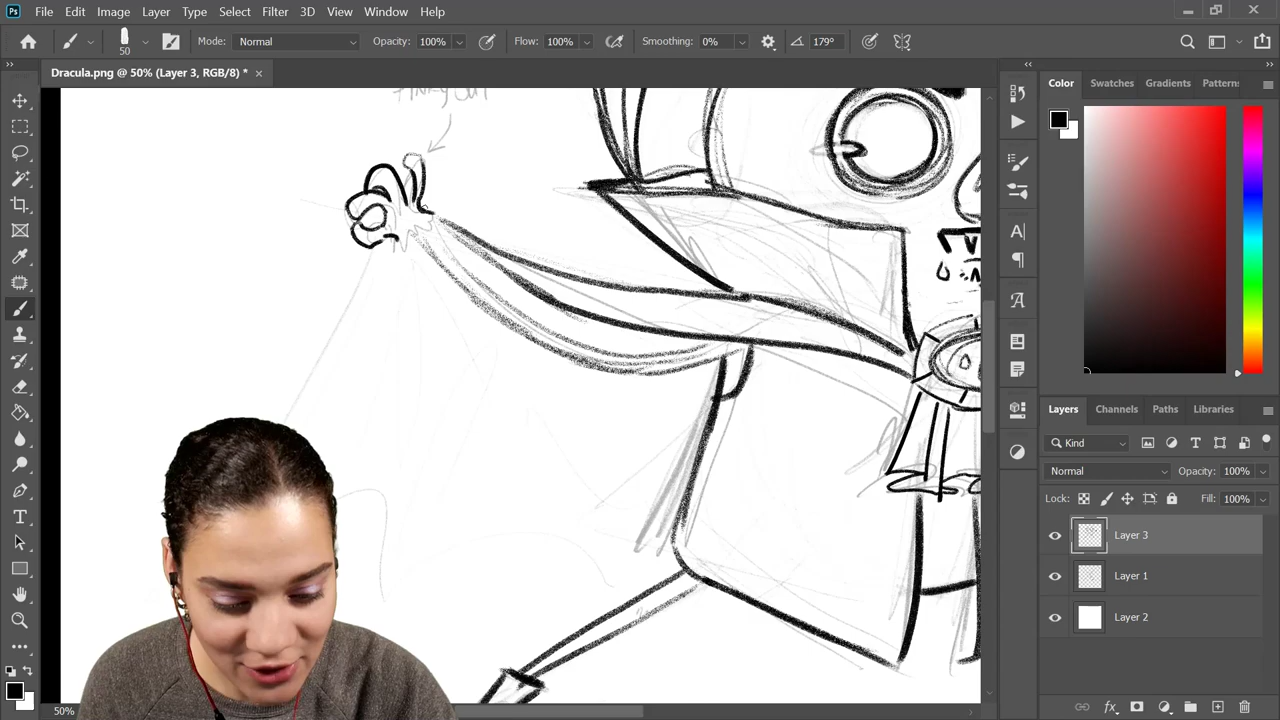 Ps File Edit Image Layer Type Select Filter 3D View Window Help
50 Mode: Normal Opacity: 100% Flow: 100% Smoothing: 0% 179°
Dracula.png @ 50% (Layer 3, RGB/8) * ×
Color Swatches Gradients Patterns
Layers Channels Paths Libraries
Kind
Normal Opacity: 100%
Lock: Fill: 100%
Layer 3
Layer 1
Layer 2
50%